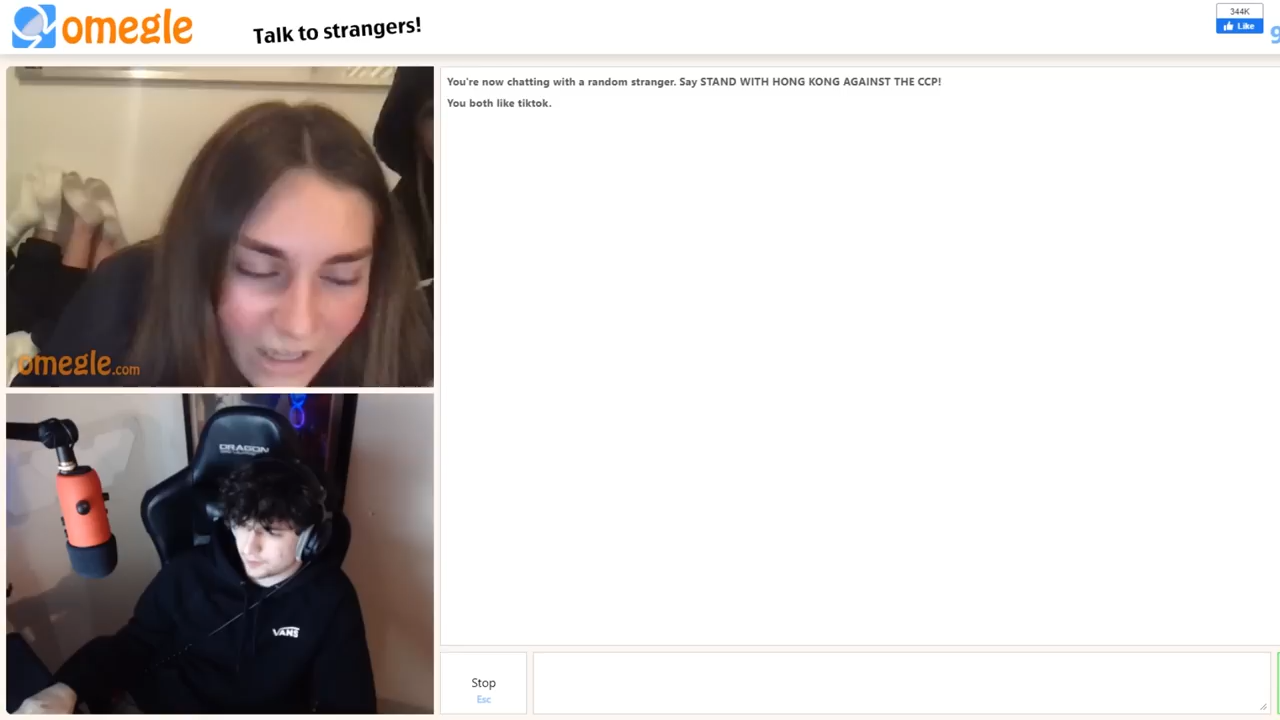 omegle
Talk to strangers!
344K
Like
You're now chatting with a random stranger. Say STAND WITH HONG KONG AGAINST THE CCP!
You both like tiktok.
omegle.com
DRAGON
VANS
Stop
Esc